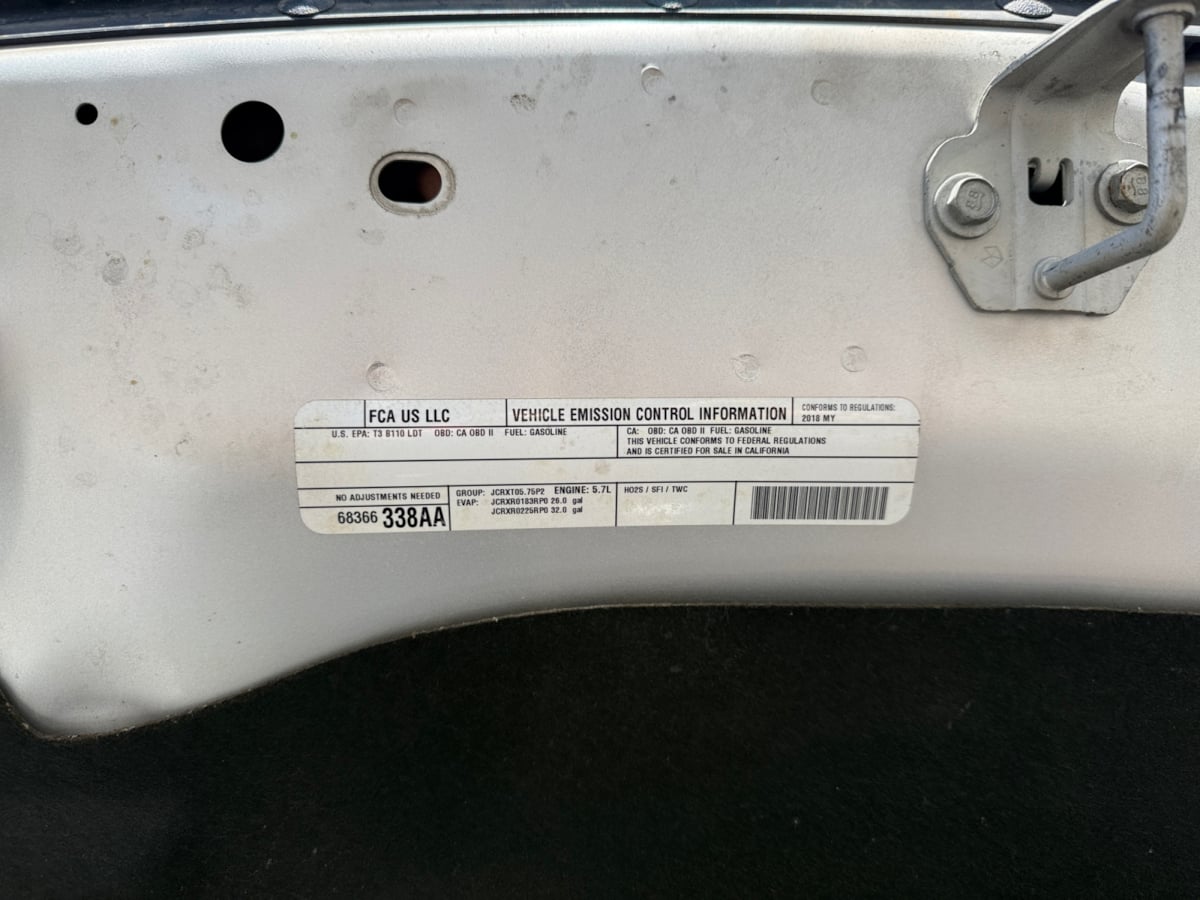 FCA US LLC
VEHICLE EMISSION CONTROL INFORMATION
CONFORMS TO REGULATIONS:
2018 MY
U.S. EPA: T3 B110 LDT OBD: CA OBD II FUEL: GASOLINE
CA: OBD: CA OBD II FUEL: GASOLINE
THIS VEHICLE CONFORMS TO FEDERAL REGULATIONS
AND IS CERTIFIED FOR SALE IN CALIFORNIA
NO ADJUSTMENTS NEEDED
68366 338AA
GROUP: JCRXT05.75P2 ENGINE: 5.7L
EVAP: JCRXR0183RP0 26.0 gal
JCRXR0225RP0 32.0 gal
HO2S / SFI / TWC